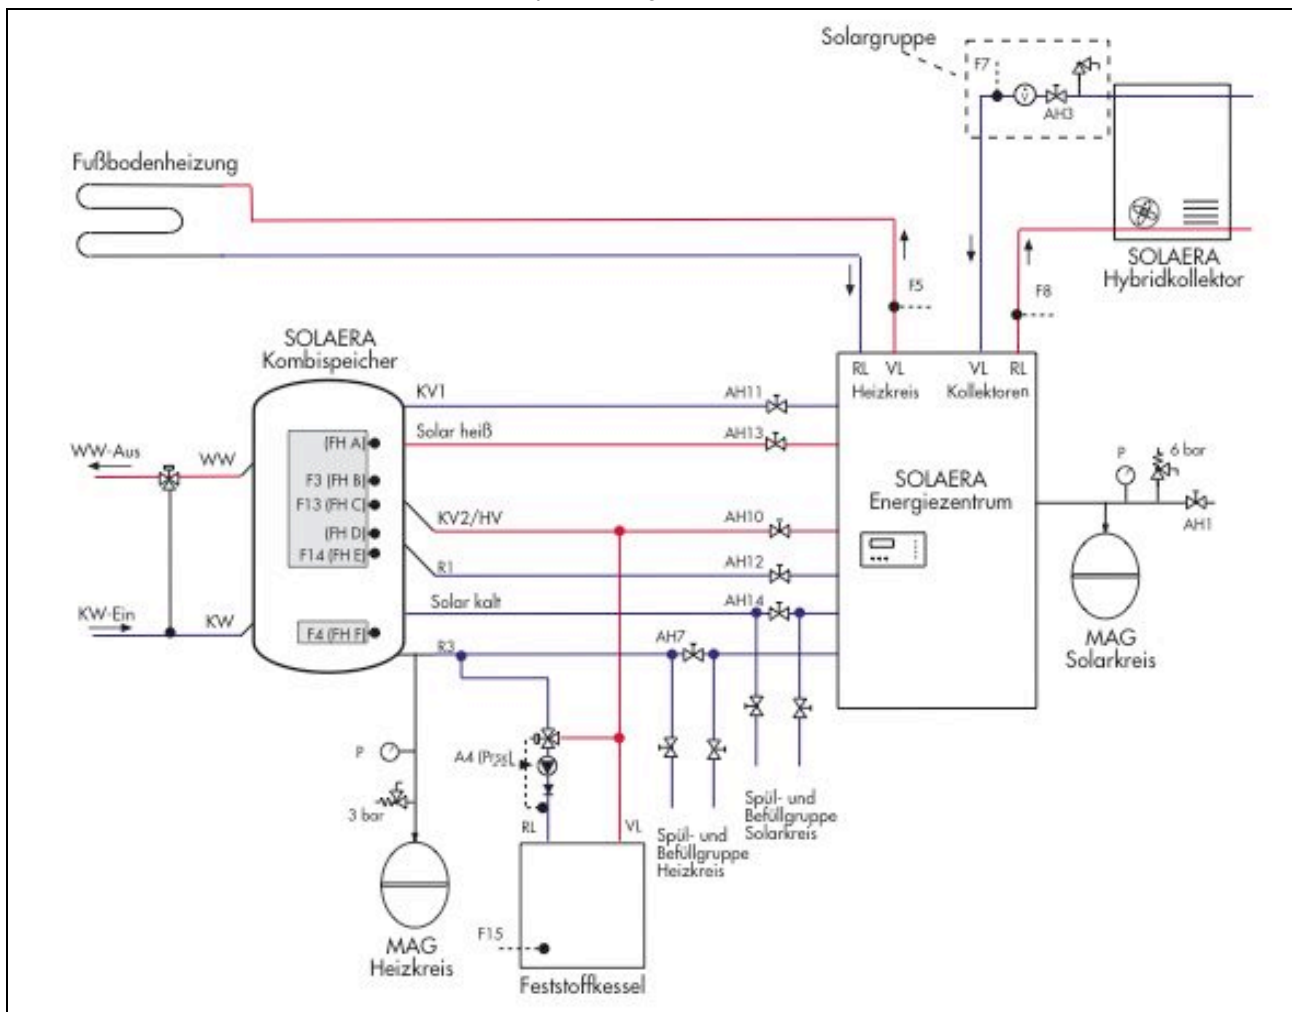 Solargruppe
F7
AH3
Fußbodenheizung
SOLAERA
Hybridkollektor
F5
F8
SOLAERA
Kombispeicher
RL VL
Heizkreis
VL RL
Kollektoren
KV1
AH11
Solar heiß
AH13
(FH A)
WW-Aus
WW
F3 (FH B)
F13 (FH C)
(FH D)
F14 (FH E)
KV2/HV
AH10
R1
AH12
SOLAERA
Energiezentrum
P
6 bar
AH1
Solar kalt
AH14
KW-Ein
KW
F4 (FH F)
R3
AH7
MAG
Solarkreis
P
3 bar
A4
RL
VL
Spül- und
Befüllgruppe
Solarkreis
Spül- und
Befüllgruppe
Heizkreis
MAG
Heizkreis
F15
Feststoffkessel